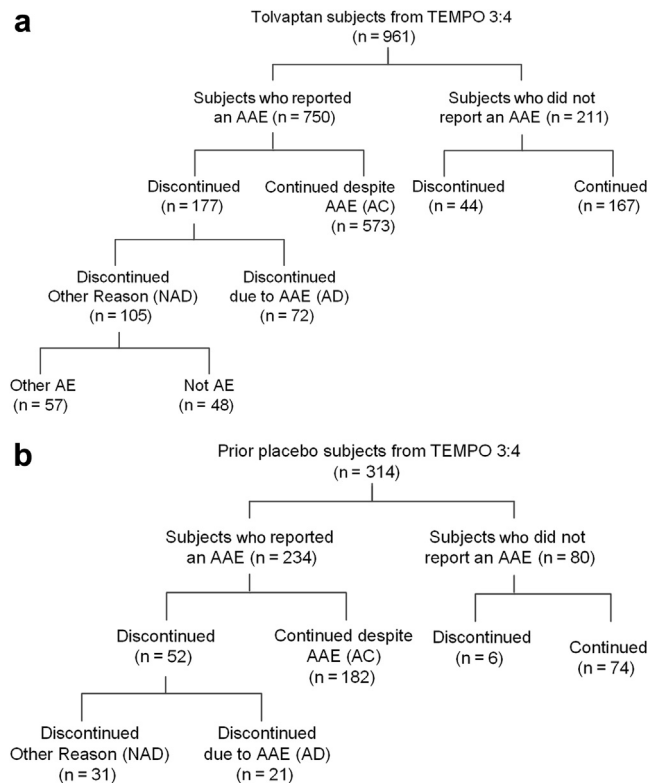 a
Tolvaptan subjects from TEMPO 3:4
(n = 961)
Subjects who reported
an AAE (n = 750)
Subjects who did not
report an AAE (n = 211)
Discontinued
(n = 177)
Continued despite
AAE (AC)
(n = 573)
Discontinued
(n = 44)
Continued
(n = 167)
Discontinued
Other Reason (NAD)
(n = 105)
Discontinued
due to AAE (AD)
(n = 72)
Other AE
(n = 57)
Not AE
(n = 48)
b
Prior placebo subjects from TEMPO 3:4
(n = 314)
Subjects who reported
an AAE (n = 234)
Subjects who did not
report an AAE (n = 80)
Discontinued
(n = 52)
Continued despite
AAE (AC)
(n = 182)
Discontinued
(n = 6)
Continued
(n = 74)
Discontinued
Other Reason (NAD)
(n = 31)
Discontinued
due to AAE (AD)
(n = 21)